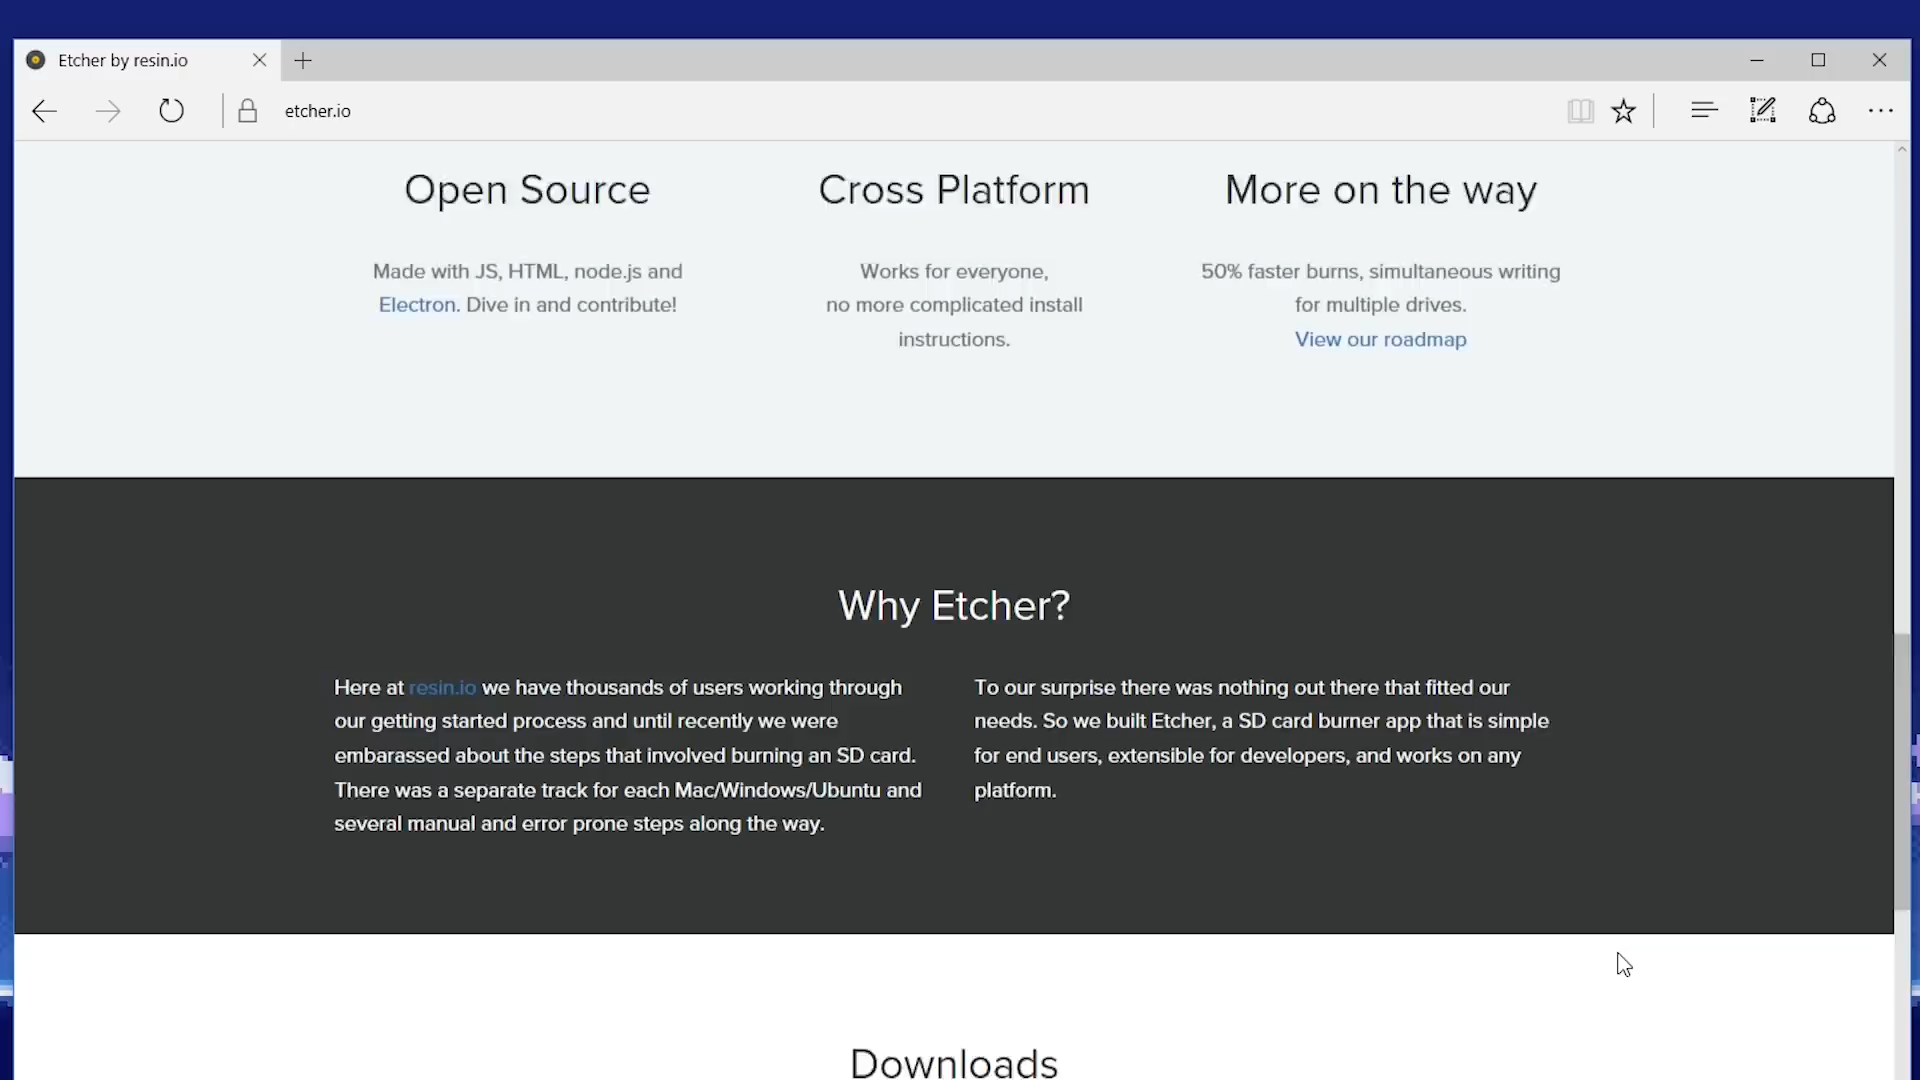 Etcher by resin.io
etcher.io
Open Source
Made with JS, HTML, node.js and
Electron. Dive in and contribute!
Cross Platform
Works for everyone,
no more complicated install
instructions.
More on the way
50% faster burns, simultaneous writing
for multiple drives.
View our roadmap
Why Etcher?
Here at resin.io we have thousands of users working through
our getting started process and until recently we were
embarassed about the steps that involved burning an SD card.
There was a separate track for each Mac/Windows/Ubuntu and
several manual and error prone steps along the way.
To our surprise there was nothing out there that fitted our
needs. So we built Etcher, a SD card burner app that is simple
for end users, extensible for developers, and works on any
platform.
Downloads